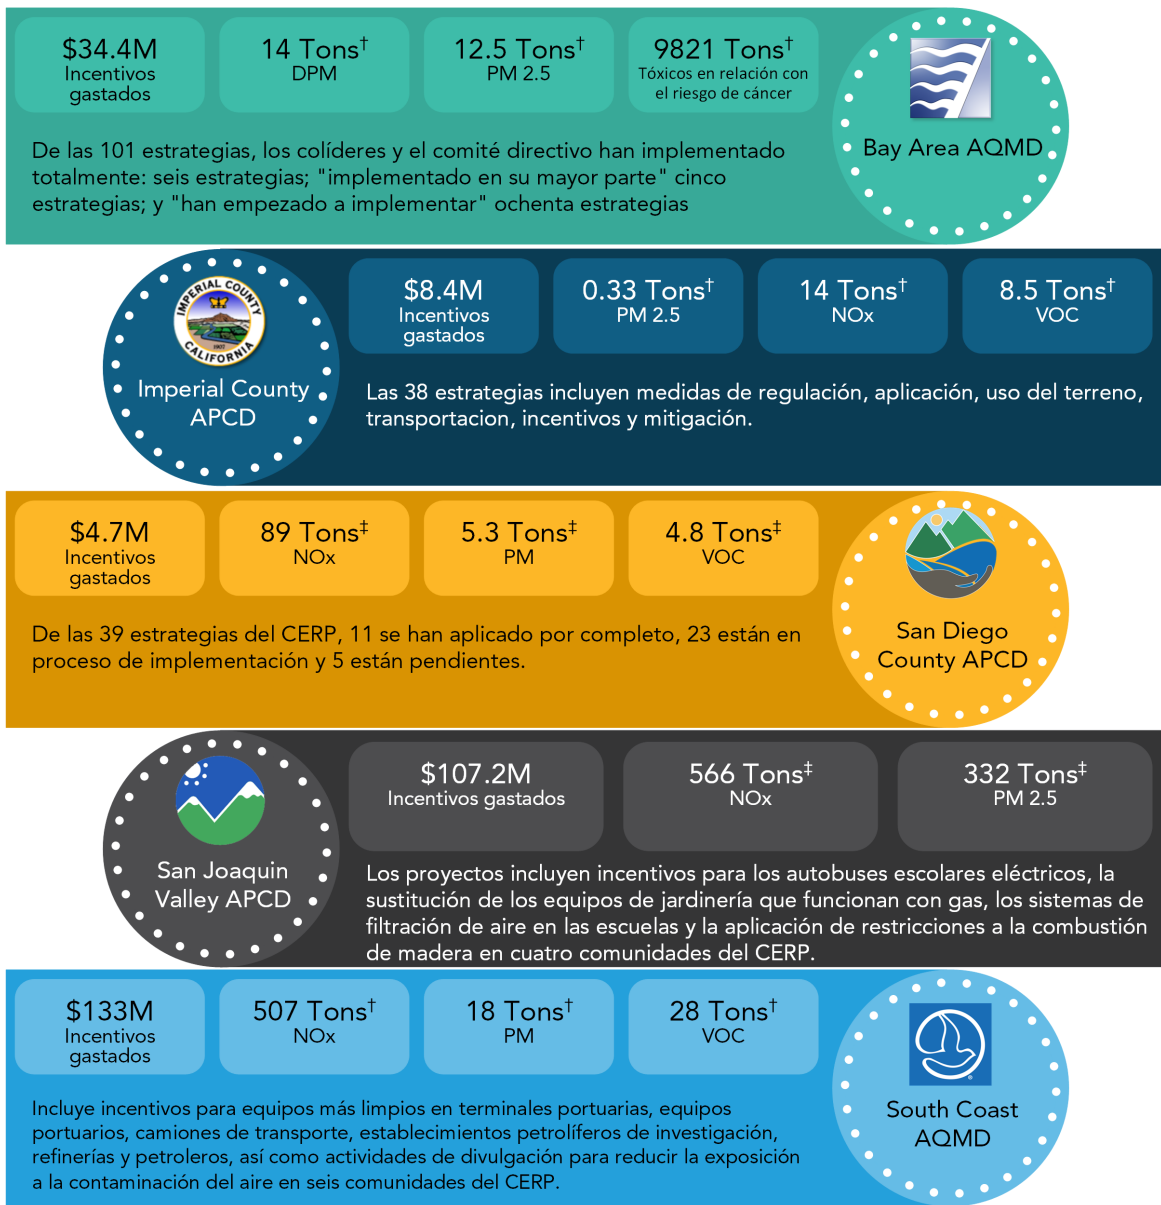 $34.4M
Incentivos
gastados
14 Tons†
DPM
12.5 Tons†
PM 2.5
9821 Tons†
Tóxicos en relación con
el riesgo de cáncer
Bay Area AQMD
De las 101 estrategias, los colíderes y el comité directivo han implementado
totalmente: seis estrategias; "implementado en su mayor parte" cinco
estrategias; y "han empezado a implementar" ochenta estrategias
IMPERIAL COUNTY
1907
CALIFORNIA
Imperial County
APCD
$8.4M
Incentivos
gastados
0.33 Tons†
PM 2.5
14 Tons†
NOx
8.5 Tons†
VOC
Las 38 estrategias incluyen medidas de regulación, aplicación, uso del terreno,
transportacion, incentivos y mitigación.
$4.7M
Incentivos
gastados
89 Tons‡
NOx
5.3 Tons‡
PM
4.8 Tons‡
VOC
San Diego
County APCD
De las 39 estrategias del CERP, 11 se han aplicado por completo, 23 están en
proceso de implementación y 5 están pendientes.
San Joaquin
Valley APCD
$107.2M
Incentivos gastados
566 Tons‡
NOx
332 Tons‡
PM 2.5
Los proyectos incluyen incentivos para los autobuses escolares eléctricos, la
sustitución de los equipos de jardinería que funcionan con gas, los sistemas de
filtración de aire en las escuelas y la aplicación de restricciones a la combustión
de madera en cuatro comunidades del CERP.
$133M
Incentivos
gastados
507 Tons†
NOx
18 Tons†
PM
28 Tons†
VOC
South Coast
AQMD
Incluye incentivos para equipos más limpios en terminales portuarias, equipos
portuarios, camiones de transporte, establecimientos petrolíferos de investigación,
refinerías y petroleros, así como actividades de divulgación para reducir la exposición
a la contaminación del aire en seis comunidades del CERP.